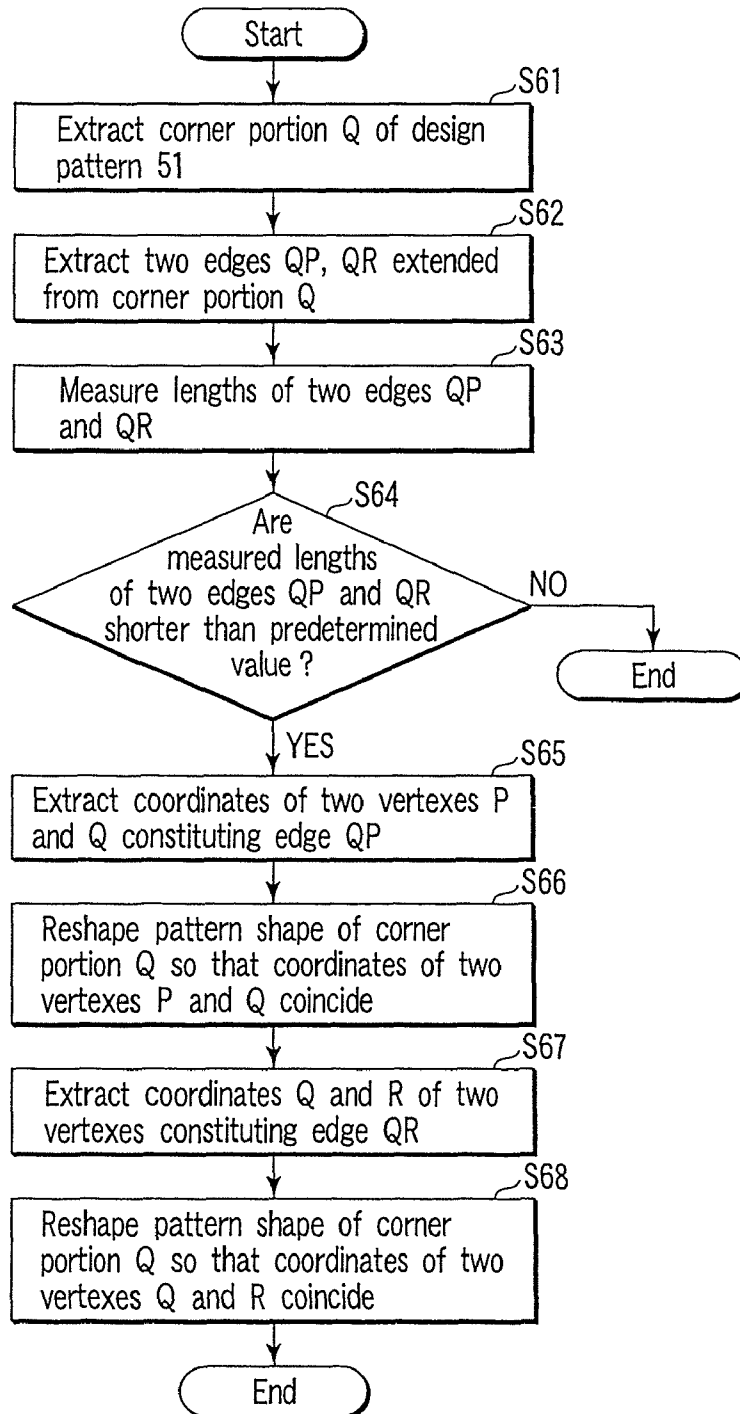 Start
S61
Extract corner portion Q of design
pattern 51
S62
Extract two edges QP, QR extended
from corner portion Q
S63
Measure lengths of two edges QP
and QR
S64
Are
measured lengths
of two edges QP and QR
shorter than predetermined
value ?
NO
End
YES
S65
Extract coordinates of two vertexes P
and Q constituting edge QP
S66
Reshape pattern shape of corner
portion Q so that coordinates of two
vertexes P and Q coincide
S67
Extract coordinates Q and R of two
vertexes constituting edge QR
S68
Reshape pattern shape of corner
portion Q so that coordinates of two
vertexes Q and R coincide
End